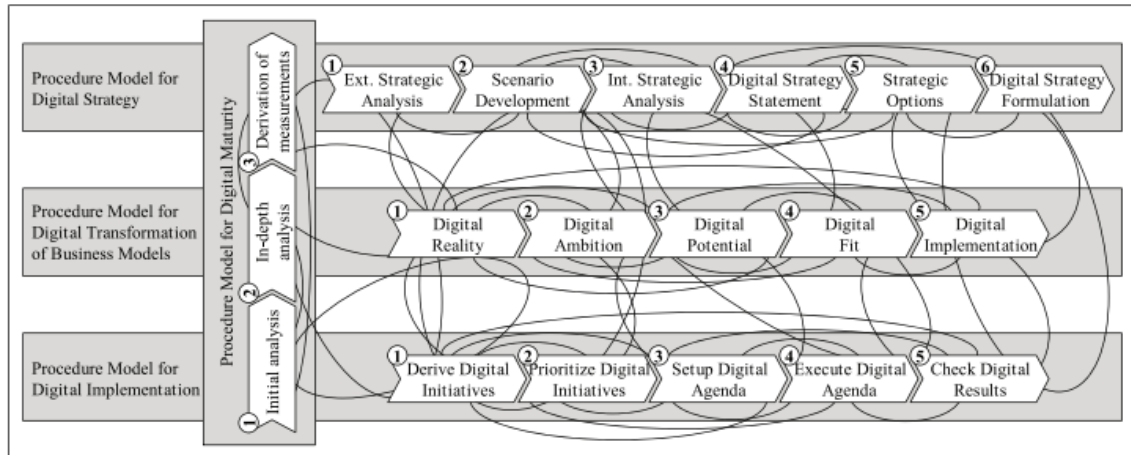 Procedure Model for
Digital Strategy
Procedure Model for
Digital Transformation
of Business Models
Procedure Model for
Digital Implementation
Procedure Model for Digital Maturity
1
Initial analysis
2
In-depth
analysis
3
Derivation of
measurements
1
Ext. Strategic
Analysis
2
Scenario
Development
3
Int. Strategic
Analysis
4
Digital Strategy
Statement
5
Strategic
Options
6
Digital Strategy
Formulation
1
Digital
Reality
2
Digital
Ambition
3
Digital
Potential
4
Digital
Fit
5
Digital
Implementation
1
Derive Digital
Initiatives
2
Prioritize Digital
Initiatives
3
Setup Digital
Agenda
4
Execute Digital
Agenda
5
Check Digital
Results